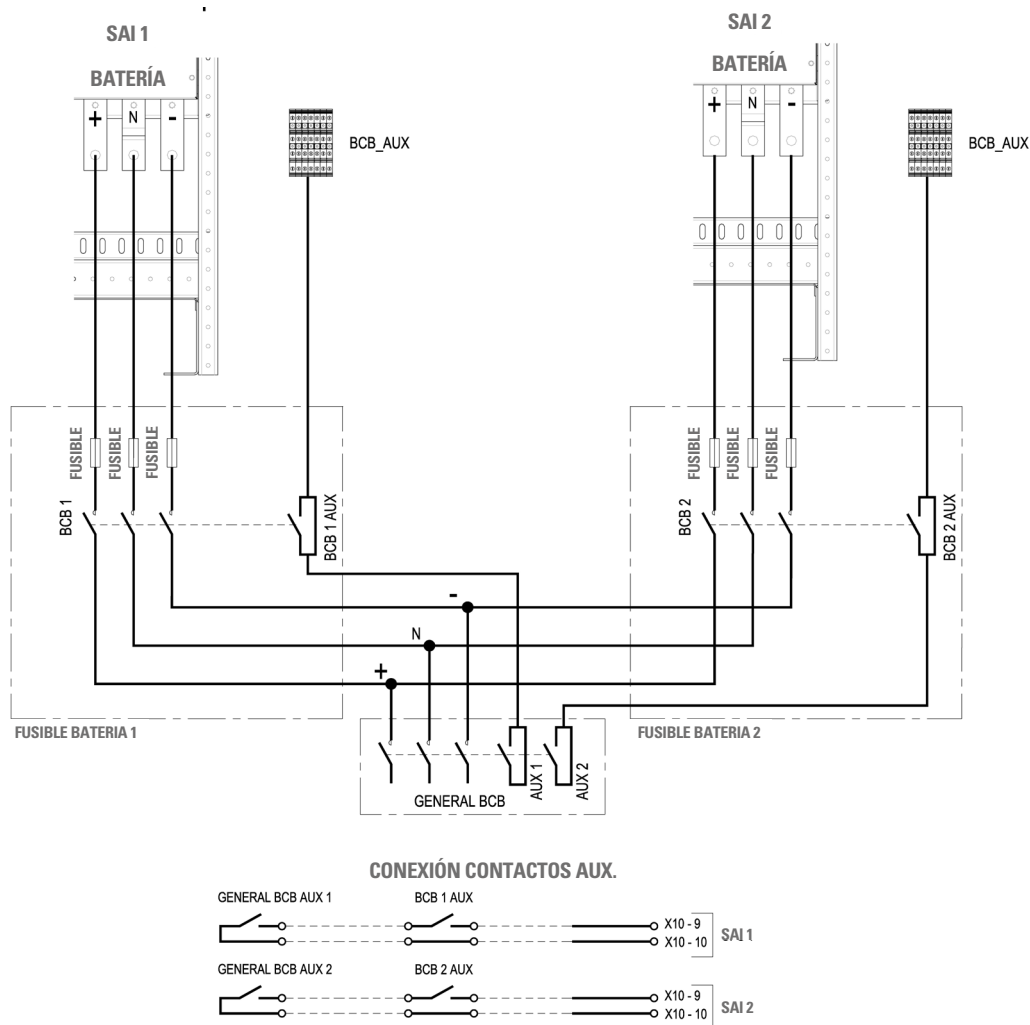 SAI 1
SAI 2
BATERÍA
BATERÍA
+ N -
+ N -
BCB_AUX
BCB_AUX
FUSIBLE
FUSIBLE
FUSIBLE
FUSIBLE
FUSIBLE
FUSIBLE
BCB 1
BCB 1 AUX
BCB 2
BCB 2 AUX
-
N
+
FUSIBLE BATERIA 1
FUSIBLE BATERIA 2
AUX 1
AUX 2
GENERAL BCB
CONEXIÓN CONTACTOS AUX.
GENERAL BCB AUX 1
BCB 1 AUX
X10 - 9
X10 - 10
SAI 1
GENERAL BCB AUX 2
BCB 2 AUX
X10 - 9
X10 - 10
SAI 2